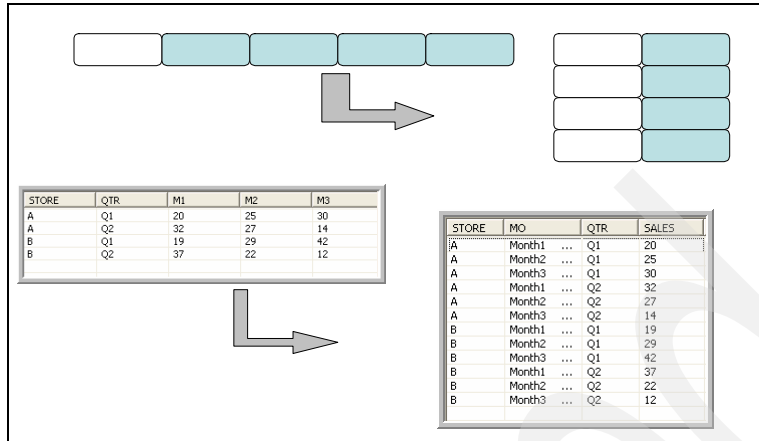 STORE QTR M1 M2 M3
A Q1 20 25 30
A Q2 32 27 14
B Q1 19 29 42
B Q2 37 22 12
STORE MO QTR SALES
A Month1 ... Q1 20
A Month2 ... Q1 25
A Month3 ... Q1 30
A Month1 ... Q2 32
A Month2 ... Q2 27
A Month3 ... Q2 14
B Month1 ... Q1 19
B Month2 ... Q1 29
B Month3 ... Q1 42
B Month1 ... Q2 37
B Month2 ... Q2 22
B Month3 ... Q2 12